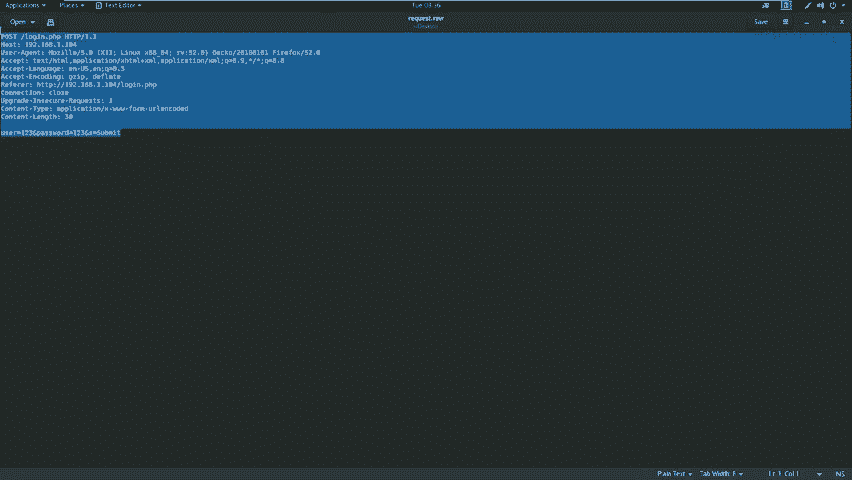 Applications Places Text Editor Tue 03:36
Open request.raw Save
POST /login.php HTTP/1.1
Host: 192.168.1.104
User-Agent: Mozilla/5.0 (X11; Linux x86_64; rv:52.0) Gecko/20100101 Firefox/52.0
Accept: text/html,application/xhtml+xml,application/xml;q=0.9,*/*;q=0.8
Accept-Language: en-US,en;q=0.5
Accept-Encoding: gzip, deflate
Referer: http://192.168.1.104/login.php
Connection: close
Upgrade-Insecure-Requests: 1
Content-Type: application/x-www-form-urlencoded
Content-Length: 30
user=123&password=123&s=Submit
Plain Text Tab Width: 8 Ln 1, Col 1 INS